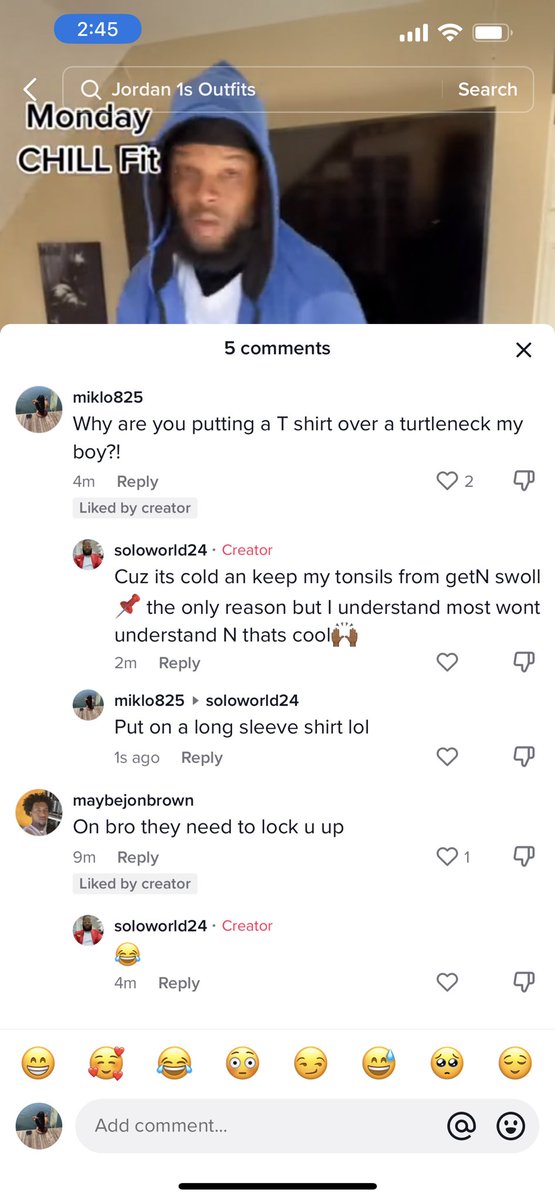 2:45
Jordan 1s Outfits
Search
Monday
CHILL Fit
5 comments
miklo825
Why are you putting a T shirt over a turtleneck my
boy?!
4m Reply
2
Liked by creator
soloworld24 · Creator
Cuz its cold an keep my tonsils from getN swoll
📌 the only reason but I understand most wont
understand N thats cool🙌🏾
2m Reply
miklo825 ▸ soloworld24
Put on a long sleeve shirt lol
1s ago Reply
maybejonbrown
On bro they need to lock u up
9m Reply
1
Liked by creator
soloworld24 · Creator
😂
4m Reply
😁 🥰 😂 😳 😏 😅 🥺 😌
Add comment...
@